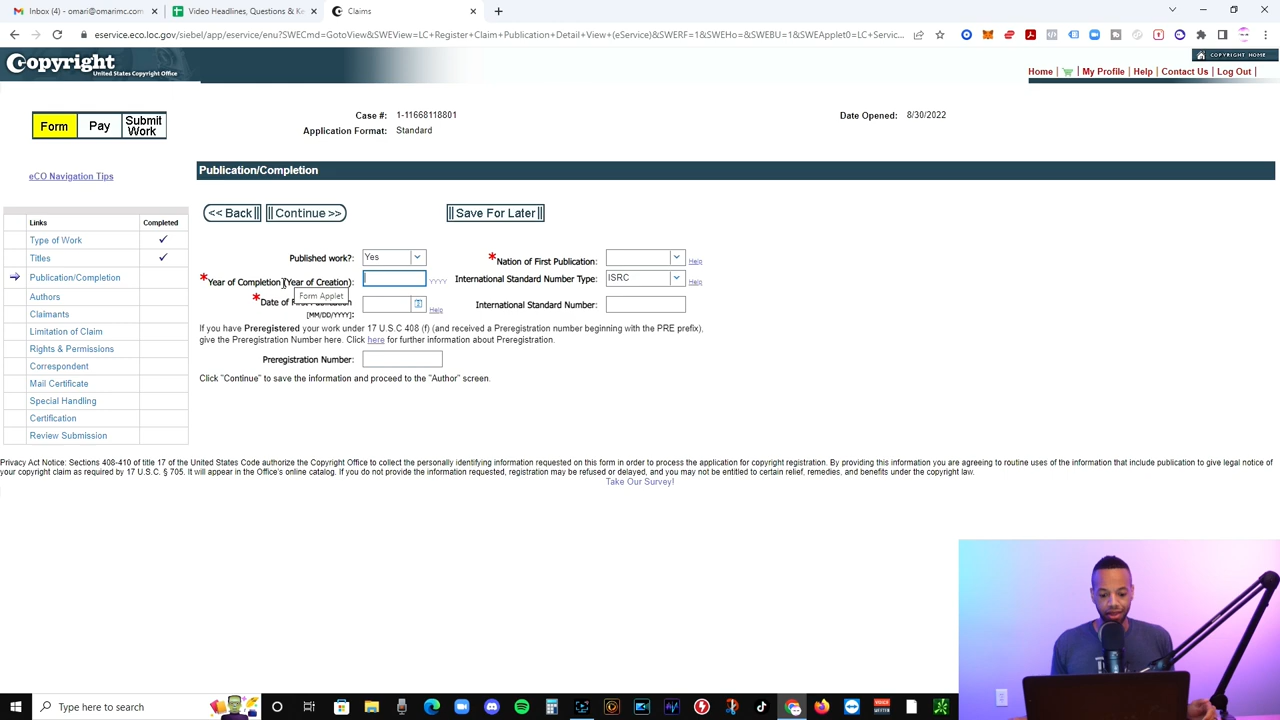 Inbox (4) - omari@omarimc.com
Video Headlines, Questions & Ke
Claims
eservice.eco.loc.gov/siebel/app/eservice/enu?SWECmd=GotoView&SWEView=LC+Register+Claim+Publication+Detail+View+(eService)&SWERF=1&SWEHo=&SWEBU=1&SWEApplet0=LC+Servic...
Copyright
United States Copyright Office
COPYRIGHT HOME
Home | My Profile | Help | Contact Us | Log Out |
Form Pay Submit Work
Case #: 1-11668118801 Date Opened: 8/30/2022
Application Format: Standard
eCO Navigation Tips
Publication/Completion
<< Back Continue >> Save For Later
Links Completed
Type of Work
Titles
Publication/Completion
Authors
Claimants
Limitation of Claim
Rights & Permissions
Correspondent
Mail Certificate
Special Handling
Certification
Review Submission
Published work?: Yes * Nation of First Publication: Help
* Year of Completion (Year of Creation): YYYY International Standard Number Type: ISRC Help
Form Applet
* Date of First Publication Help International Standard Number:
[MM/DD/YYYY]:
If you have Preregistered your work under 17 U.S.C 408 (f) (and received a Preregistration number beginning with the PRE prefix),
give the Preregistration Number here. Click here for further information about Preregistration.
Preregistration Number:
Click "Continue" to save the information and proceed to the "Author" screen.
Privacy Act Notice: Sections 408-410 of title 17 of the United States Code authorize the Copyright Office to collect the personally identifying information requested on this form in order to process the application for copyright registration. By providing this information you are agreeing to routine uses of the information that include publication to give legal notice of
your copyright claim as required by 17 U.S.C. § 705. It will appear in the Office's online catalog. If you do not provide the information requested, registration may be refused or delayed, and you may not be entitled to certain relief, remedies, and benefits under the copyright law.
Take Our Survey!
Type here to search